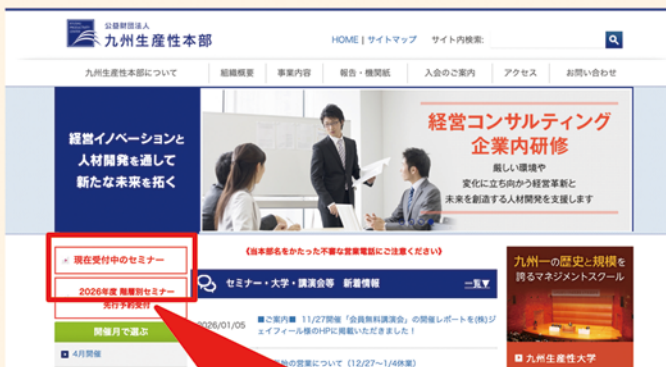 公益財団法人
九州生産性本部
HOME | サイトマップ サイト内検索:
九州生産性本部について 組織概要 事業内容 報告・機関紙 入会のご案内 アクセス お問い合わせ
経営イノベーションと
人材開発を通して
新たな未来を拓く
経営コンサルティング
企業内研修
厳しい環境や
変化に立ち向かう経営革新と
未来を創造する人材開発を支援します
現在受付中のセミナー
2026年度 階層別セミナー
先行予約受付
開催月で選ぶ
4月開催
《当本部名をかたった不審な営業電話にご注意ください》
セミナー・大学・講演会等 新着情報 一覧▼
2026/01/05 ■ご案内■ 11/27開催「会員無料講演会」の開催レポートを(株)ジ
ェイフィール様のHPに掲載いただきました！
の営業について（12/27～1/4休業）
九州一の歴史と規模を
誇るマネジメントスクール
九州生産性大学